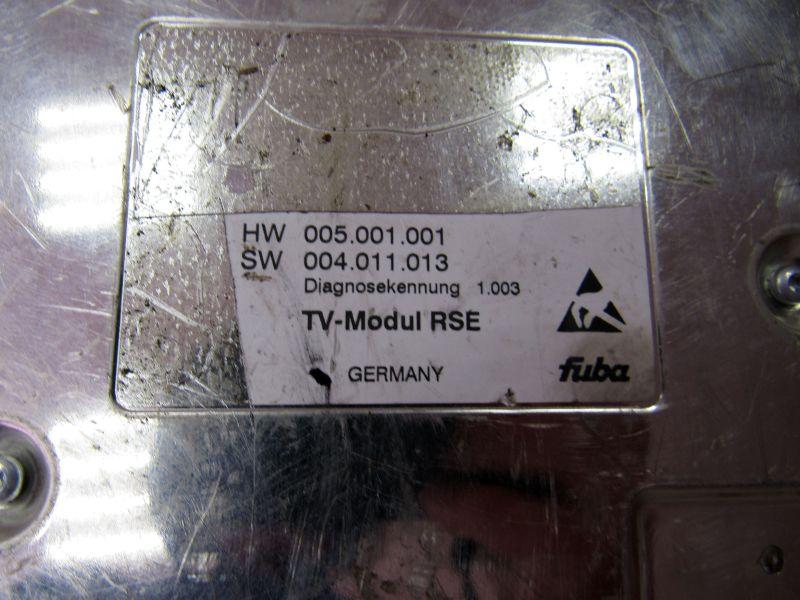 HW 005.001.001
SW 004.011.013
Diagnosekennung 1.003
TV-Modul RSE
GERMANY fuba